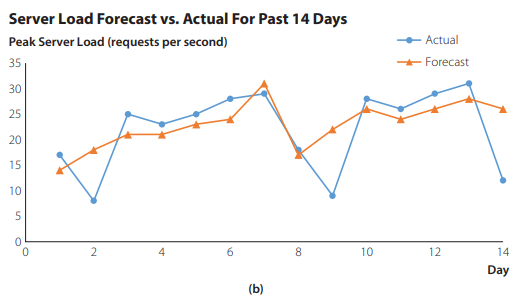 Server Load Forecast vs. Actual For Past 14 Days
Peak Server Load (requests per second)
Actual
Forecast
35
30
25
20
15
10
5
0
0 2 4 6 8 10 12 14
Day
(b)